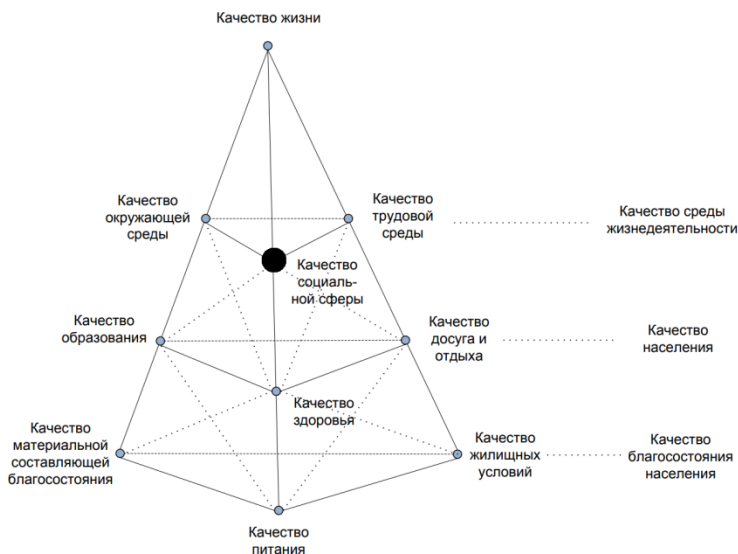 Качество жизни
Качество
окружающей
среды
Качество
трудовой
среды
Качество среды
жизнедеятельности
Качество
социаль-
ной сферы
Качество
образования
Качество
досуга и
отдыха
Качество
населения
Качество
здоровья
Качество
материальной
составляющей
благосостояния
Качество
жилищных
условий
Качество
благосостояния
населения
Качество
питания